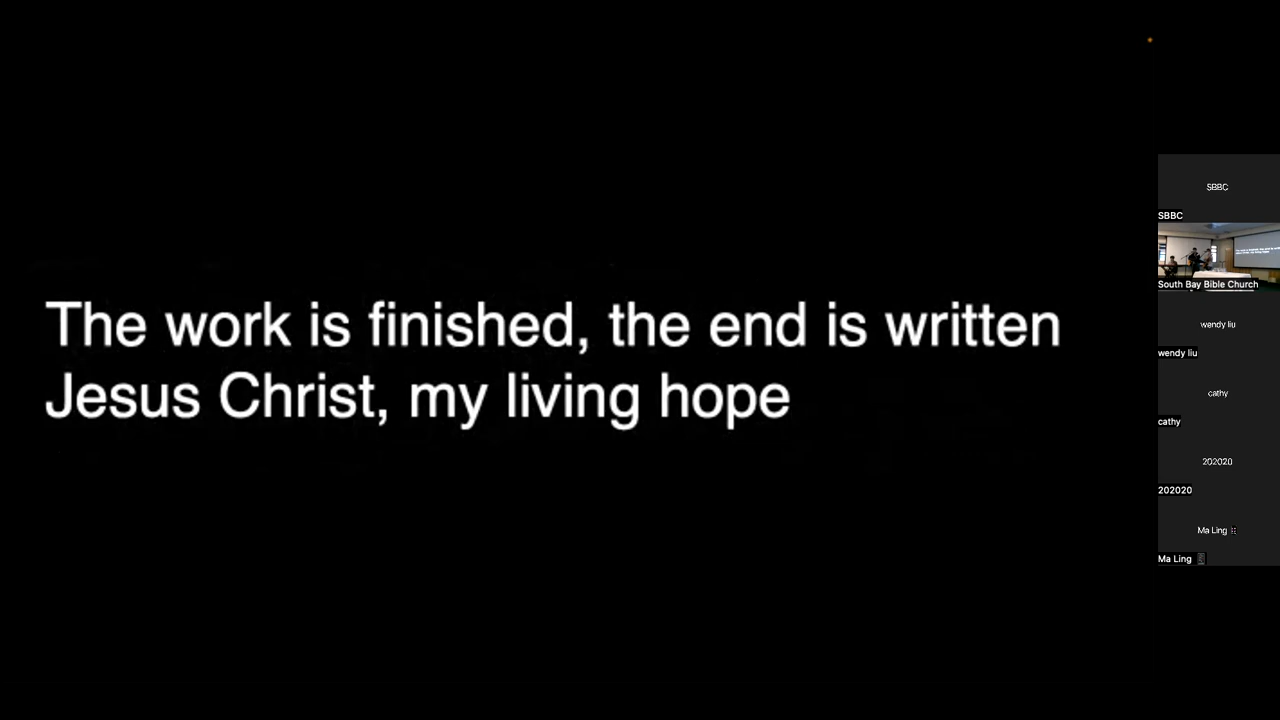 The work is finished, the end is written
Jesus Christ, my living hope
SBBC
SBBC
South Bay Bible Church
wendy liu
wendy liu
cathy
cathy
202020
202020
Ma Ling
Ma Ling